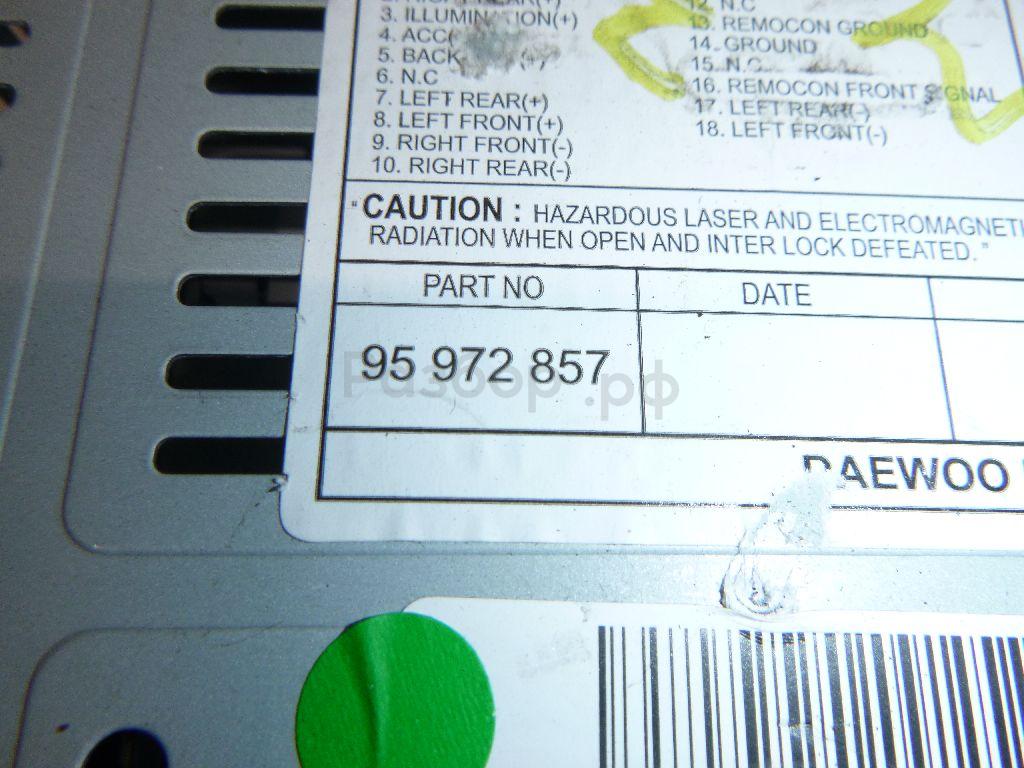 3. ILLUMINATION(+)
4. ACC(
5. BACK (+)
6. N.C
7. LEFT REAR(+)
8. LEFT FRONT(+)
9. RIGHT FRONT(-)
10. RIGHT REAR(-)
12. N.C
13. REMOCON GROUND
14. GROUND
15. N.C
16. REMOCON FRONT SIGNAL
17. LEFT REAR(-)
18. LEFT FRONT(-)
"CAUTION : HAZARDOUS LASER AND ELECTROMAGNETI
RADIATION WHEN OPEN AND INTER LOCK DEFEATED."
PART NO DATE
95 972 857
Разбор.рф
DAEWOO